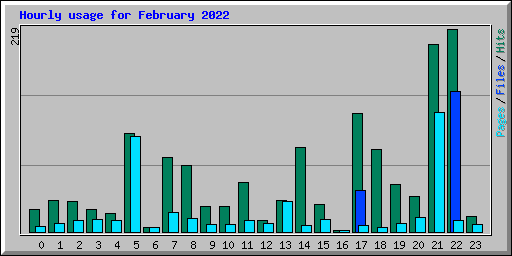 Hourly usage for February 2022
219
Pages / Files / Hits
0 1 2 3 4 5 6 7 8 9 10 11 12 13 14 15 16 17 18 19 20 21 22 23